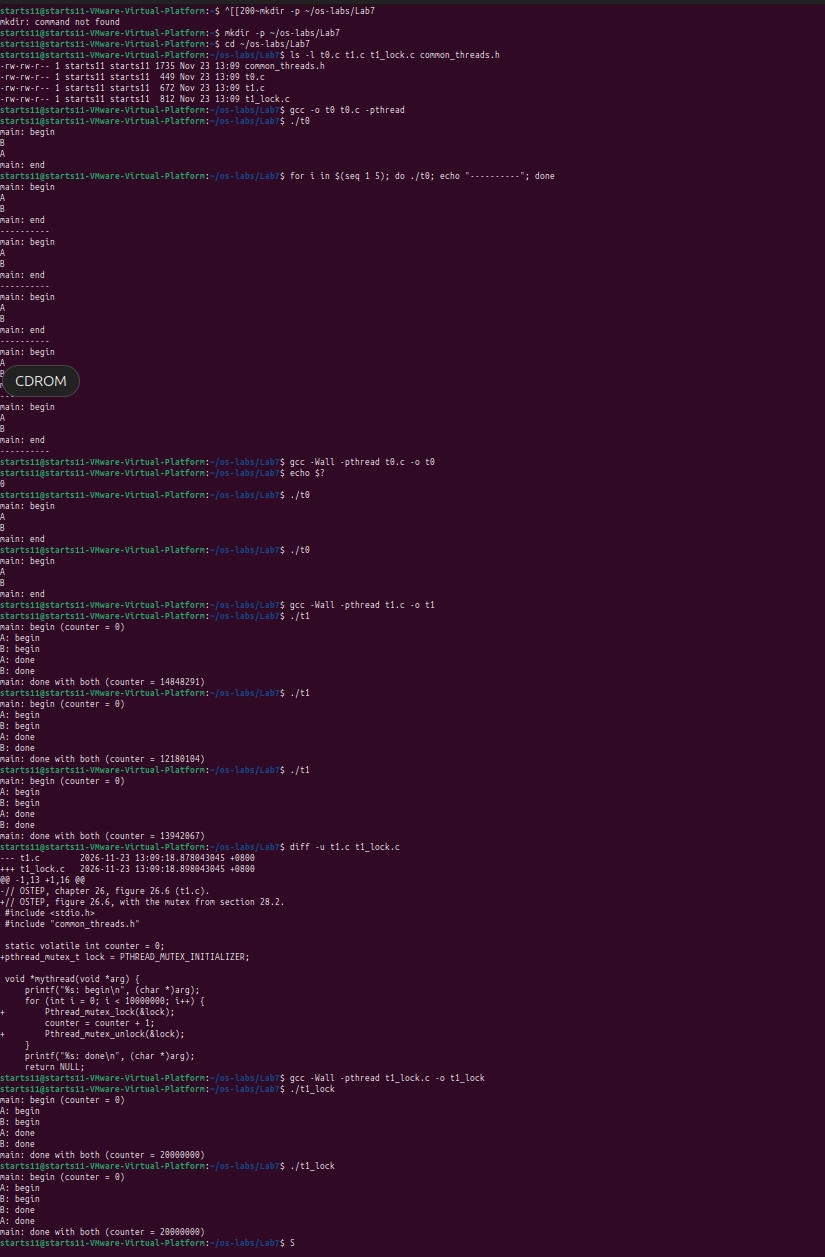 starts11@starts11-VMware-Virtual-Platform:~$ ^[[200~mkdir -p ~/os-labs/Lab7
mkdir: command not found
starts11@starts11-VMware-Virtual-Platform:~$ mkdir -p ~/os-labs/Lab7
starts11@starts11-VMware-Virtual-Platform:~$ cd ~/os-labs/Lab7
starts11@starts11-VMware-Virtual-Platform:~/os-labs/Lab7$ ls -l t0.c t1.c t1_lock.c common_threads.h
-rw-rw-r-- 1 starts11 starts11 1735 Nov 23 13:09 common_threads.h
-rw-rw-r-- 1 starts11 starts11  449 Nov 23 13:09 t0.c
-rw-rw-r-- 1 starts11 starts11  672 Nov 23 13:09 t1.c
-rw-rw-r-- 1 starts11 starts11  812 Nov 23 13:09 t1_lock.c
starts11@starts11-VMware-Virtual-Platform:~/os-labs/Lab7$ gcc -o t0 t0.c -pthread
starts11@starts11-VMware-Virtual-Platform:~/os-labs/Lab7$ ./t0
main: begin
B
A
main: end
starts11@starts11-VMware-Virtual-Platform:~/os-labs/Lab7$ for i in $(seq 1 5); do ./t0; echo "----------"; done
main: begin
A
B
main: end
----------
main: begin
A
B
main: end
----------
main: begin
A
B
main: end
----------
main: begin
A
B
CDROM
main: begin
A
B
main: end
----------
starts11@starts11-VMware-Virtual-Platform:~/os-labs/Lab7$ gcc -Wall -pthread t0.c -o t0
starts11@starts11-VMware-Virtual-Platform:~/os-labs/Lab7$ echo $?
0
starts11@starts11-VMware-Virtual-Platform:~/os-labs/Lab7$ ./t0
main: begin
A
B
main: end
starts11@starts11-VMware-Virtual-Platform:~/os-labs/Lab7$ ./t0
main: begin
A
B
main: end
starts11@starts11-VMware-Virtual-Platform:~/os-labs/Lab7$ gcc -Wall -pthread t1.c -o t1
starts11@starts11-VMware-Virtual-Platform:~/os-labs/Lab7$ ./t1
main: begin (counter = 0)
A: begin
B: begin
A: done
B: done
main: done with both (counter = 14848291)
starts11@starts11-VMware-Virtual-Platform:~/os-labs/Lab7$ ./t1
main: begin (counter = 0)
A: begin
B: begin
A: done
B: done
main: done with both (counter = 12180104)
starts11@starts11-VMware-Virtual-Platform:~/os-labs/Lab7$ ./t1
main: begin (counter = 0)
A: begin
B: begin
A: done
B: done
main: done with both (counter = 13942067)
starts11@starts11-VMware-Virtual-Platform:~/os-labs/Lab7$ diff -u t1.c t1_lock.c
--- t1.c        2026-11-23 13:09:18.878043045 +0800
+++ t1_lock.c   2026-11-23 13:09:18.898043045 +0800
@@ -1,13 +1,16 @@
-// OSTEP, chapter 26, figure 26.6 (t1.c).
+// OSTEP, figure 26.6, with the mutex from section 28.2.
 #include <stdio.h>
 #include "common_threads.h"

 static volatile int counter = 0;
+pthread_mutex_t lock = PTHREAD_MUTEX_INITIALIZER;

 void *mythread(void *arg) {
     printf("%s: begin\n", (char *)arg);
     for (int i = 0; i < 10000000; i++) {
+        Pthread_mutex_lock(&lock);
         counter = counter + 1;
+        Pthread_mutex_unlock(&lock);
     }
     printf("%s: done\n", (char *)arg);
     return NULL;
starts11@starts11-VMware-Virtual-Platform:~/os-labs/Lab7$ gcc -Wall -pthread t1_lock.c -o t1_lock
starts11@starts11-VMware-Virtual-Platform:~/os-labs/Lab7$ ./t1_lock
main: begin (counter = 0)
A: begin
B: begin
A: done
B: done
main: done with both (counter = 20000000)
starts11@starts11-VMware-Virtual-Platform:~/os-labs/Lab7$ ./t1_lock
main: begin (counter = 0)
A: begin
B: begin
B: done
A: done
main: done with both (counter = 20000000)
starts11@starts11-VMware-Virtual-Platform:~/os-labs/Lab7$ S